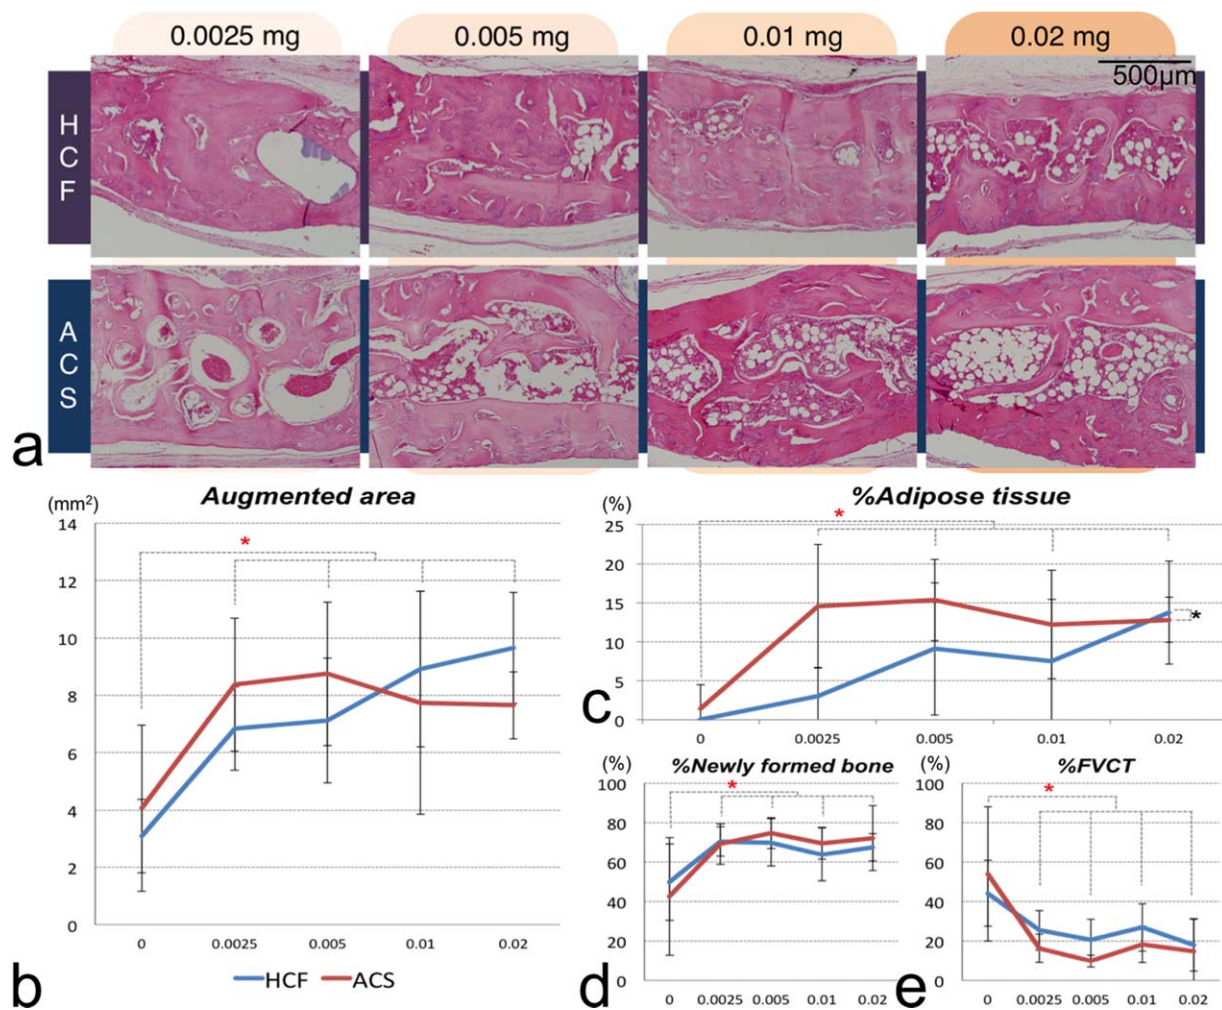 0.0025 mg 0.005 mg 0.01 mg 0.02 mg
500µm
H
C
F
A
C
S
a
Augmented area
(mm²)
14
12
10
8
6
4
2
0
*
0 0.0025 0.005 0.01 0.02
HCF ACS
b
%Adipose tissue
(%)
25
20
15
10
5
0
*
*
0 0.0025 0.005 0.01 0.02
c
%Newly formed bone
(%)
100
80
60
40
20
0
*
0 0.0025 0.005 0.01 0.02
d
%FVCT
(%)
100
80
60
40
20
0
*
0 0.0025 0.005 0.01 0.02
e